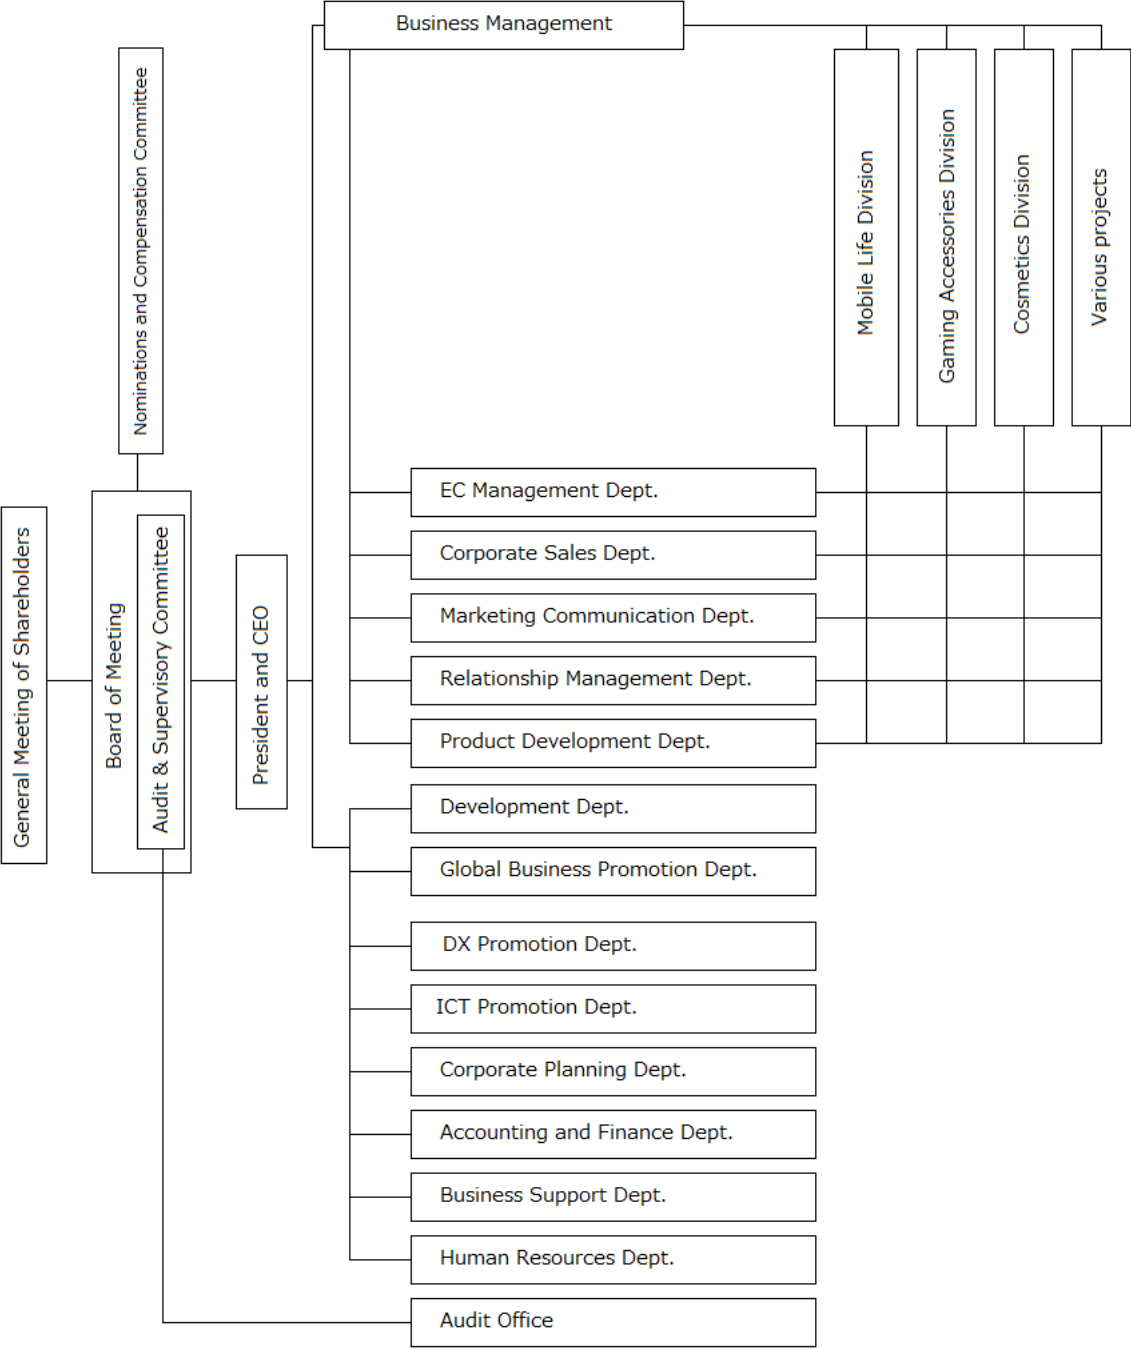 Business Management
Nominations and Compensation Committee
Mobile Life Division
Gaming Accessories Division
Cosmetics Division
Various projects
General Meeting of Shareholders
Board of Meeting
Audit & Supervisory Committee
President and CEO
EC Management Dept.
Corporate Sales Dept.
Marketing Communication Dept.
Relationship Management Dept.
Product Development Dept.
Development Dept.
Global Business Promotion Dept.
DX Promotion Dept.
ICT Promotion Dept.
Corporate Planning Dept.
Accounting and Finance Dept.
Business Support Dept.
Human Resources Dept.
Audit Office